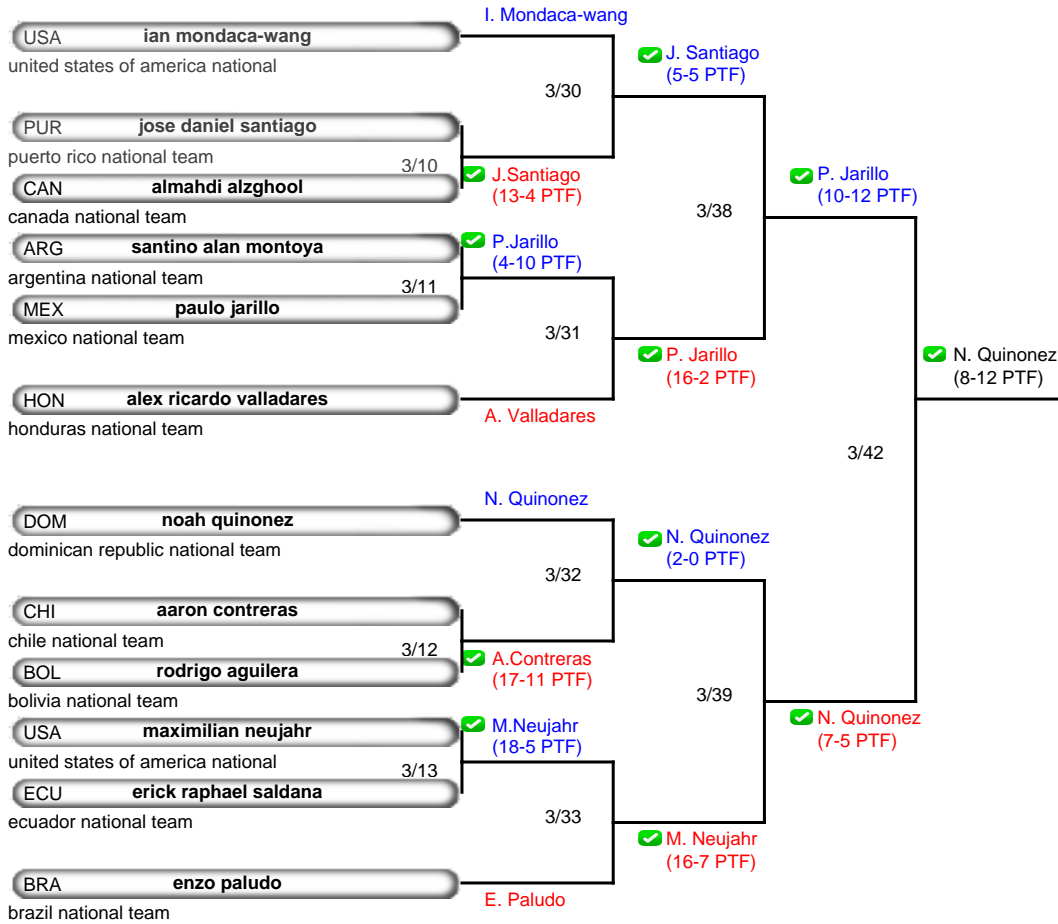 I. Mondaca-wang
USA ian mondaca-wang
united states of america national
J. Santiago
(5-5 PTF)
3/30
PUR jose daniel santiago
puerto rico national team
3/10
J.Santiago
(13-4 PTF)
CAN almahdi alzghool
canada national team
P. Jarillo
(10-12 PTF)
3/38
ARG santino alan montoya
argentina national team
P.Jarillo
(4-10 PTF)
3/11
MEX paulo jarillo
mexico national team
3/31
P. Jarillo
(16-2 PTF)
N. Quinonez
(8-12 PTF)
HON alex ricardo valladares
honduras national team
A. Valladares
3/42
N. Quinonez
DOM noah quinonez
dominican republic national team
N. Quinonez
(2-0 PTF)
3/32
CHI aaron contreras
chile national team
3/12
A.Contreras
(17-11 PTF)
BOL rodrigo aguilera
bolivia national team
3/39
N. Quinonez
(7-5 PTF)
USA maximilian neujahr
united states of america national
M.Neujahr
(18-5 PTF)
3/13
ECU erick raphael saldana
ecuador national team
3/33
M. Neujahr
(16-7 PTF)
BRA enzo paludo
brazil national team
E. Paludo